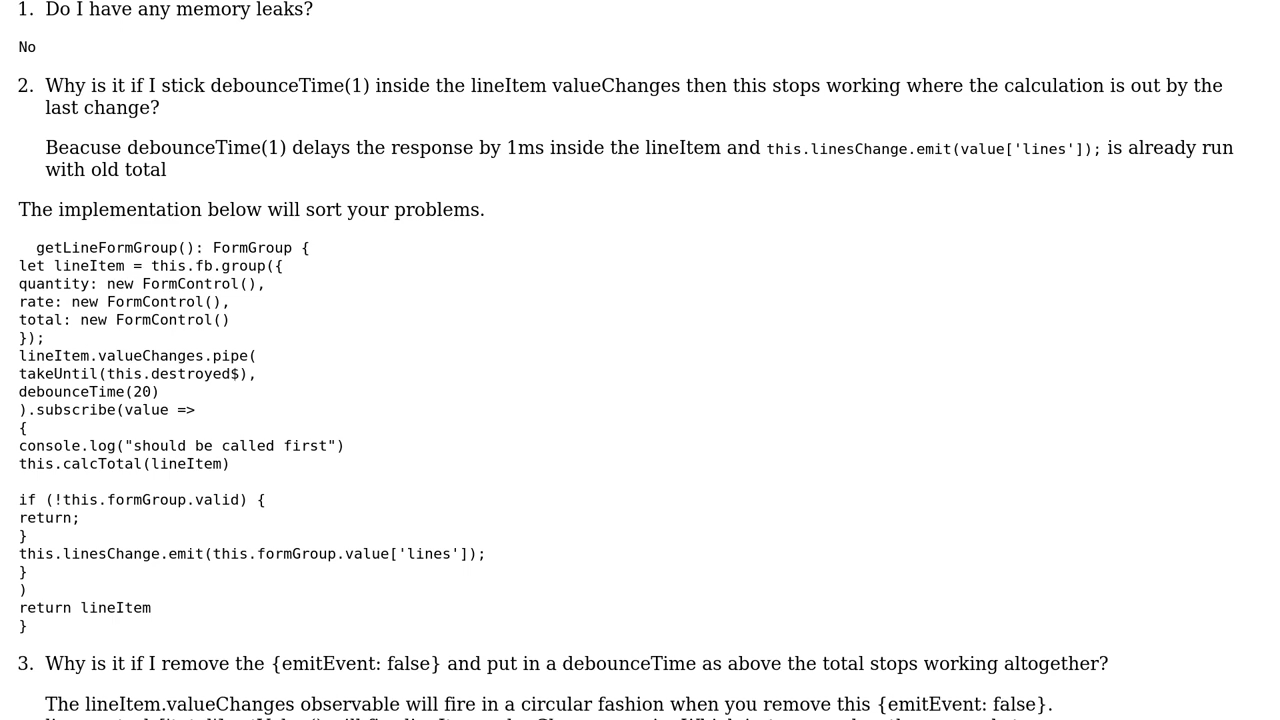 1. Do I have any memory leaks?
No
2. Why is it if I stick debounceTime(1) inside the lineItem valueChanges then this stops working where the calculation is out by the
last change?
Beacuse debounceTime(1) delays the response by 1ms inside the lineItem and this.linesChange.emit(value['lines']); is already run
with old total
The implementation below will sort your problems.
getLineFormGroup(): FormGroup {
let lineItem = this.fb.group({
quantity: new FormControl(),
rate: new FormControl(),
total: new FormControl()
});
lineItem.valueChanges.pipe(
takeUntil(this.destroyed$),
debounceTime(20)
).subscribe(value =>
{
console.log("should be called first")
this.calcTotal(lineItem)
if (!this.formGroup.valid) {
return;
}
this.linesChange.emit(this.formGroup.value['lines']);
}
)
return lineItem
}
3. Why is it if I remove the {emitEvent: false} and put in a debounceTime as above the total stops working altogether?
The lineItem.valueChanges observable will fire in a circular fashion when you remove this {emitEvent: false}.